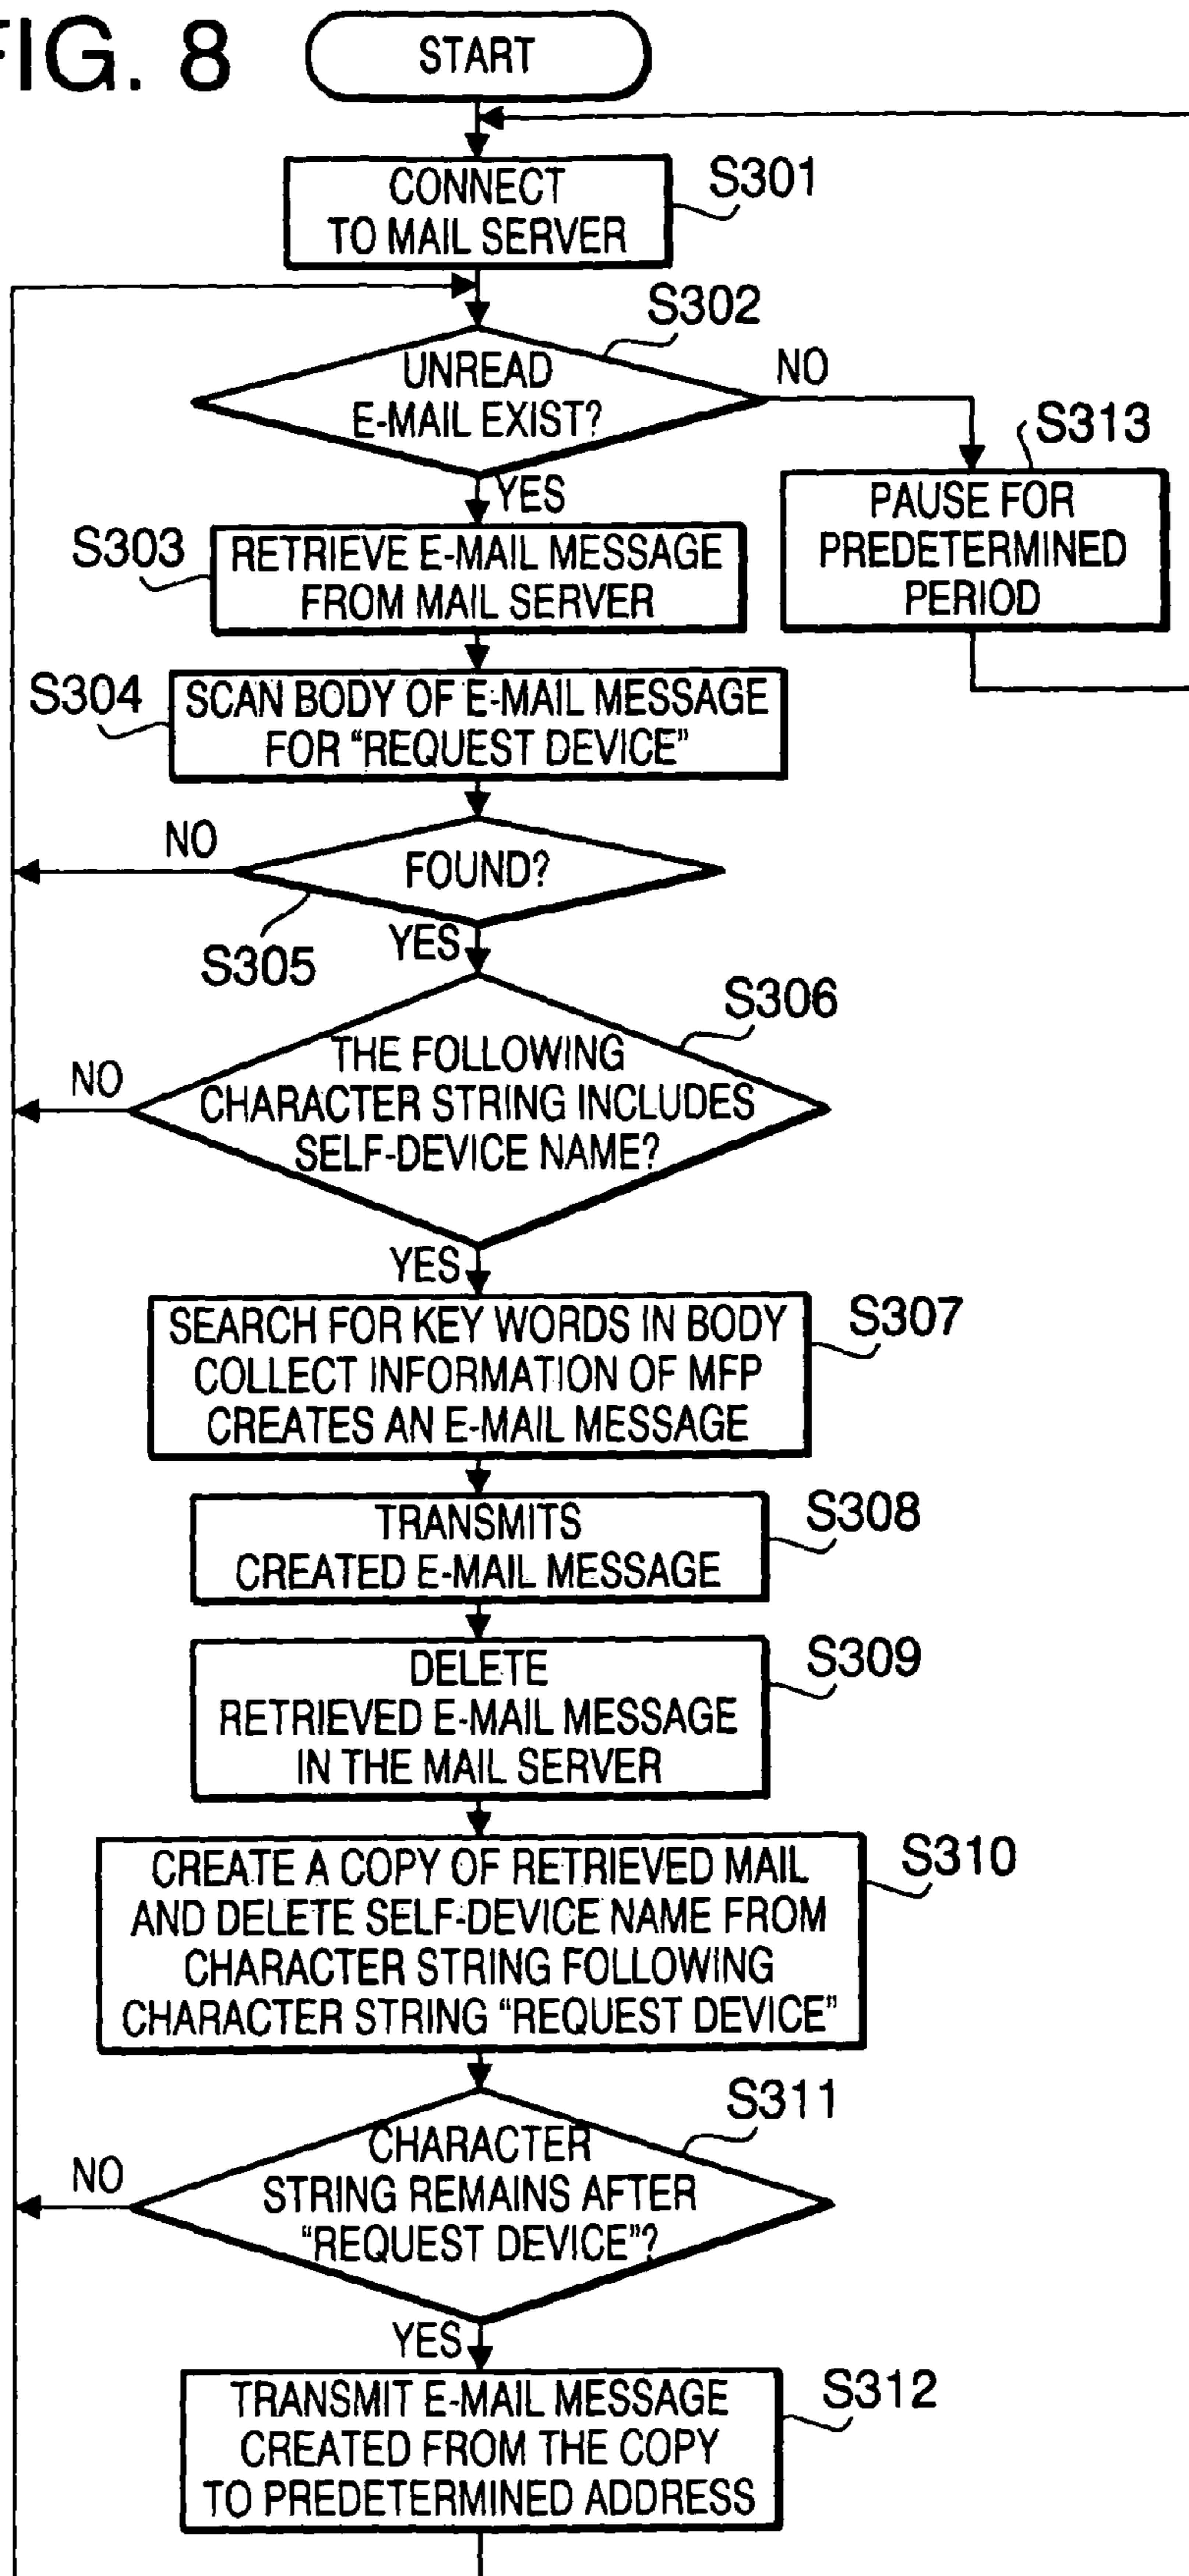 FIG. 8
START
CONNECT
TO MAIL SERVER
S301
S302
UNREAD
E-MAIL EXIST?
NO
S313
PAUSE FOR
PREDETERMINED
PERIOD
YES
S303
RETRIEVE E-MAIL MESSAGE
FROM MAIL SERVER
S304
SCAN BODY OF E-MAIL MESSAGE
FOR “REQUEST DEVICE”
NO
FOUND?
S305
YES
S306
THE FOLLOWING
CHARACTER STRING INCLUDES
SELF-DEVICE NAME?
NO
YES
SEARCH FOR KEY WORDS IN BODY
COLLECT INFORMATION OF MFP
CREATES AN E-MAIL MESSAGE
S307
TRANSMITS
CREATED E-MAIL MESSAGE
S308
DELETE
RETRIEVED E-MAIL MESSAGE
IN THE MAIL SERVER
S309
CREATE A COPY OF RETRIEVED MAIL
AND DELETE SELF-DEVICE NAME FROM
CHARACTER STRING FOLLOWING
CHARACTER STRING “REQUEST DEVICE”
S310
S311
CHARACTER
STRING REMAINS AFTER
“REQUEST DEVICE”?
NO
YES
TRANSMIT E-MAIL MESSAGE
CREATED FROM THE COPY
TO PREDETERMINED ADDRESS
S312